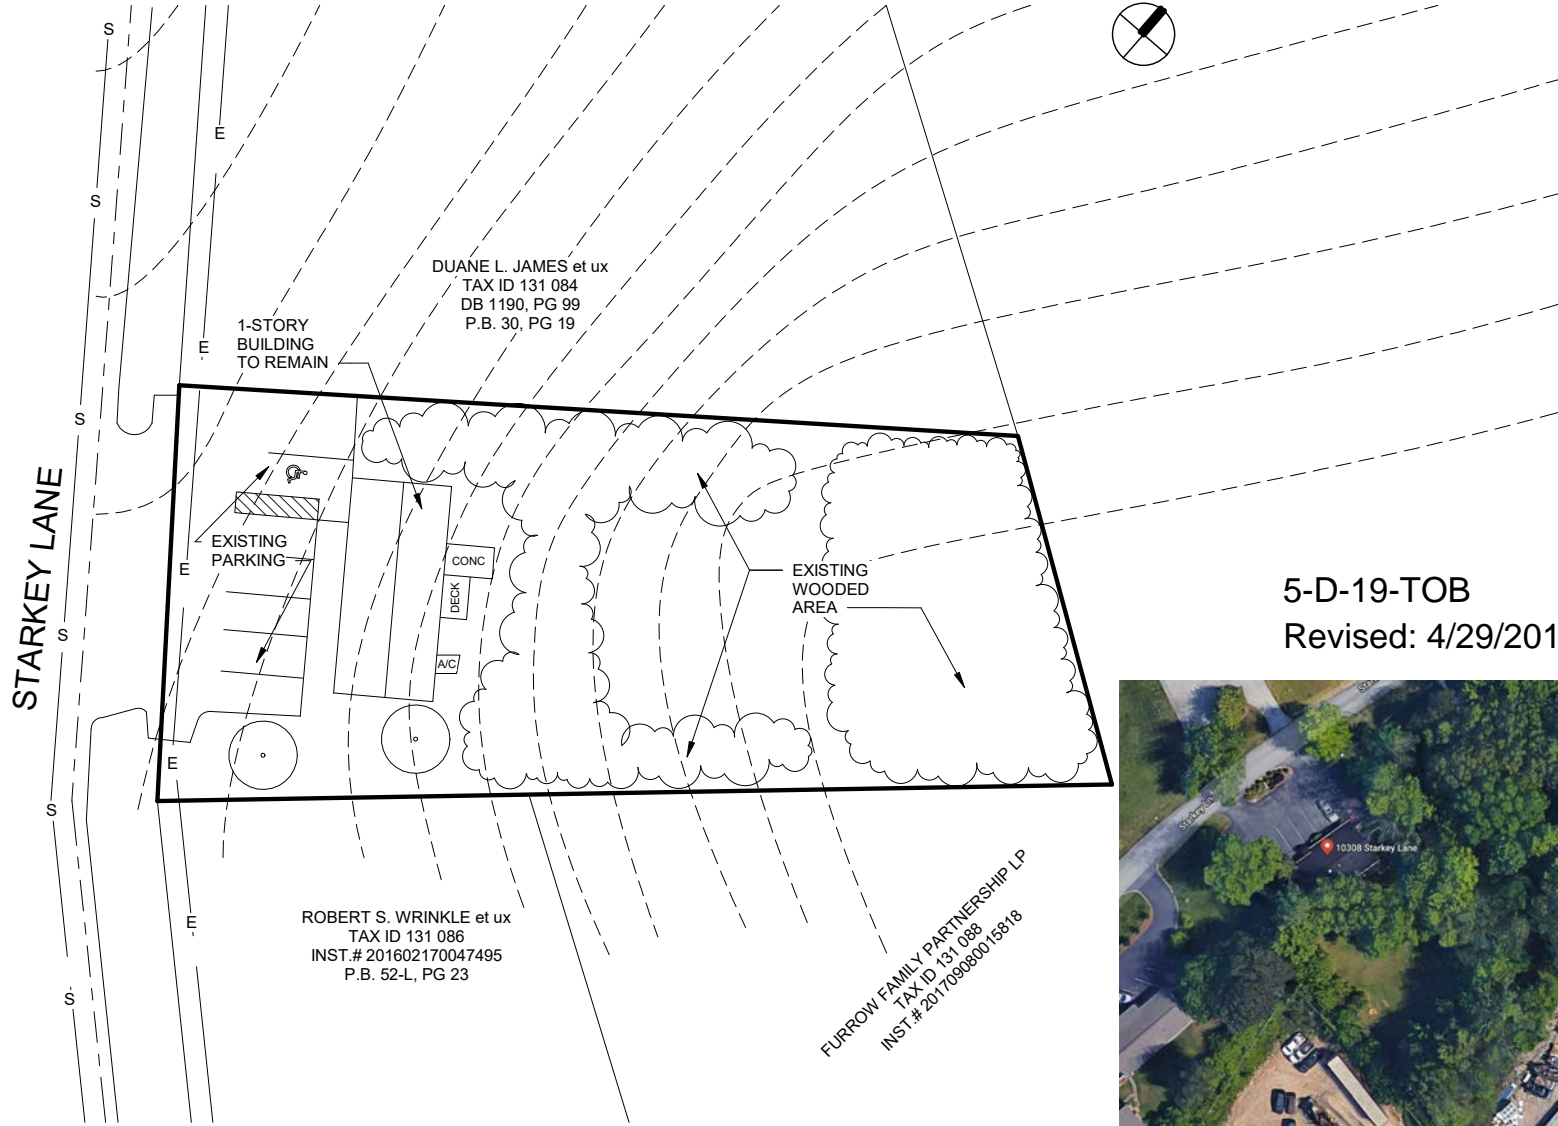 S
E
S
DUANE L. JAMES et ux
TAX ID 131 084
DB 1190, PG 99
P.B. 30, PG 19
1-STORY
BUILDING
TO REMAIN
E
S
STARKEY LANE
EXISTING
PARKING
E
CONC
DECK
A/C
EXISTING
WOODED
AREA
S
E
S
5-D-19-TOB
Revised: 4/29/201
Starkey Ln
10308 Starkey Lane
E
S
ROBERT S. WRINKLE et ux
TAX ID 131 086
INST.# 201602170047495
P.B. 52-L, PG 23
FURROW FAMILY PARTNERSHIP LP
TAX ID 131 088
INST.# 201709080015818